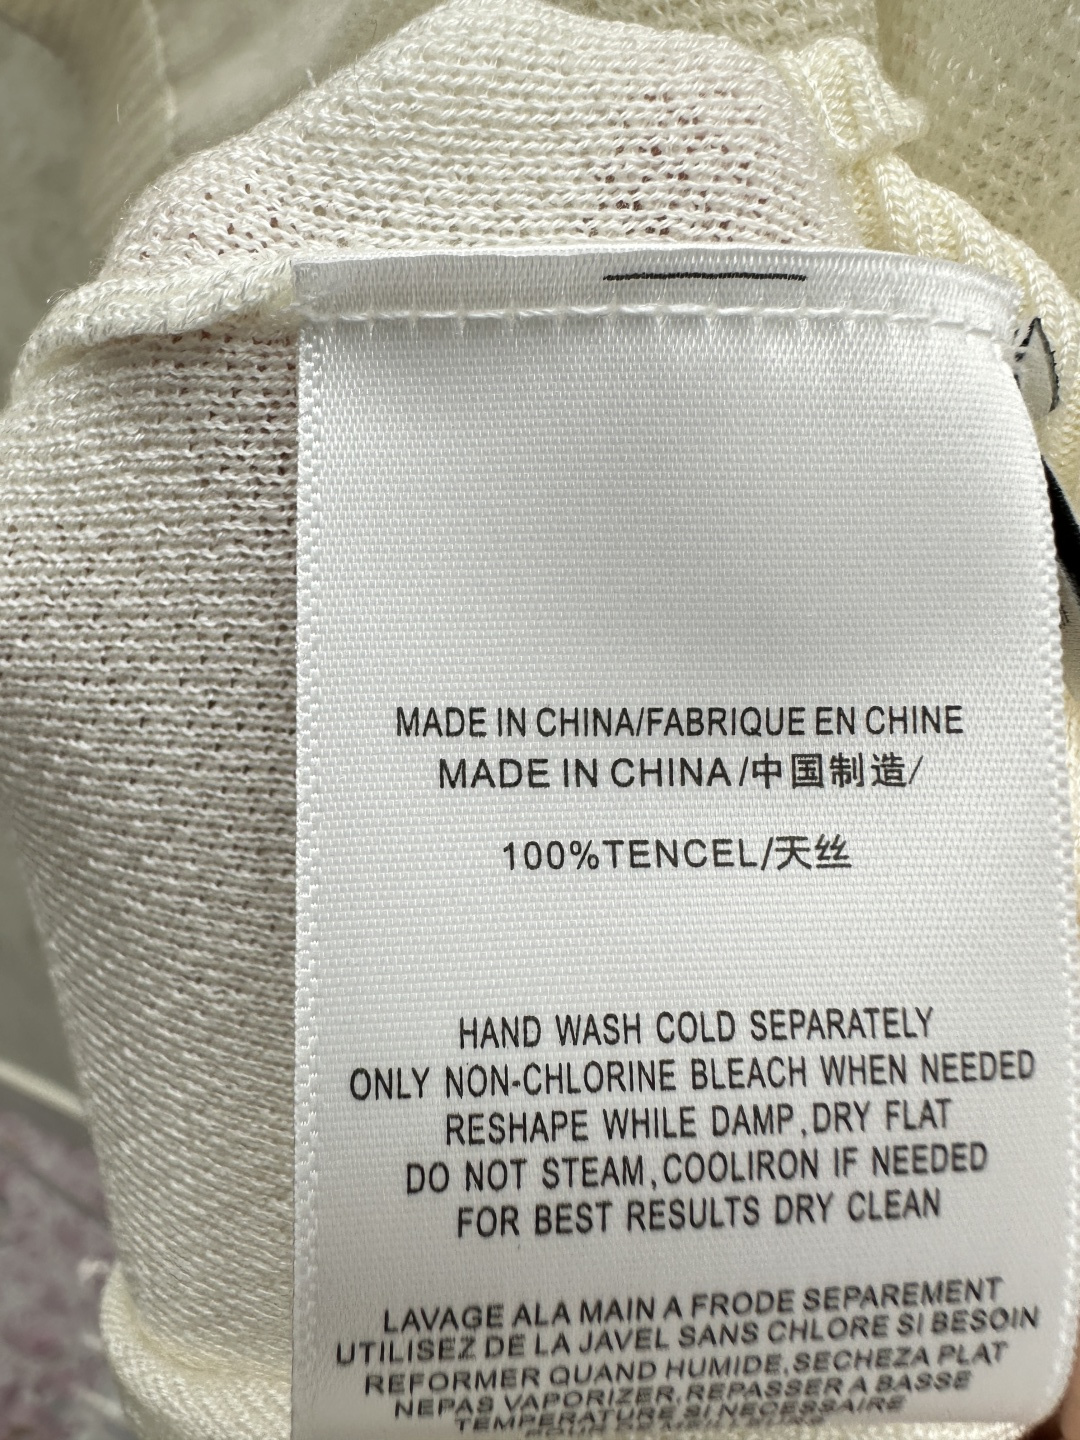 MADE IN CHINA/FABRIQUE EN CHINE
MADE IN CHINA/中国制造/
100%TENCEL/天丝
HAND WASH COLD SEPARATELY
ONLY NON-CHLORINE BLEACH WHEN NEEDED
RESHAPE WHILE DAMP,DRY FLAT
DO NOT STEAM,COOLIRON IF NEEDED
FOR BEST RESULTS DRY CLEAN
LAVAGE ALA MAIN A FRODE SEPAREMENT
UTILISEZ DE LA JAVEL SANS CHLORE SI BESOIN
REFORMER QUAND HUMIDE,SECHEZA PLAT
NEPAS VAPORIZER,REPASSER A BASSE
TEMPERATURE SI NECESSAIRE